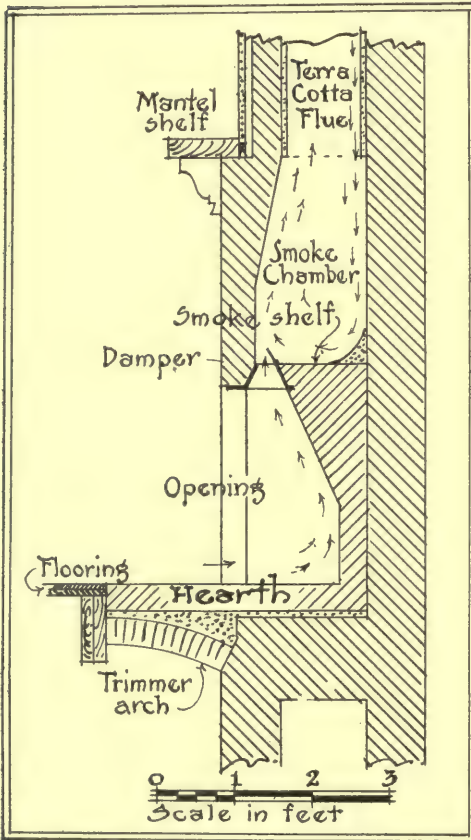 Terra
Cotta
Flue
Mantel
shelf
Smoke
Chamber
Smoke shelf
Damper
Opening
Flooring
Hearth
Trimmer
arch
0 1 2 3
Scale in feet